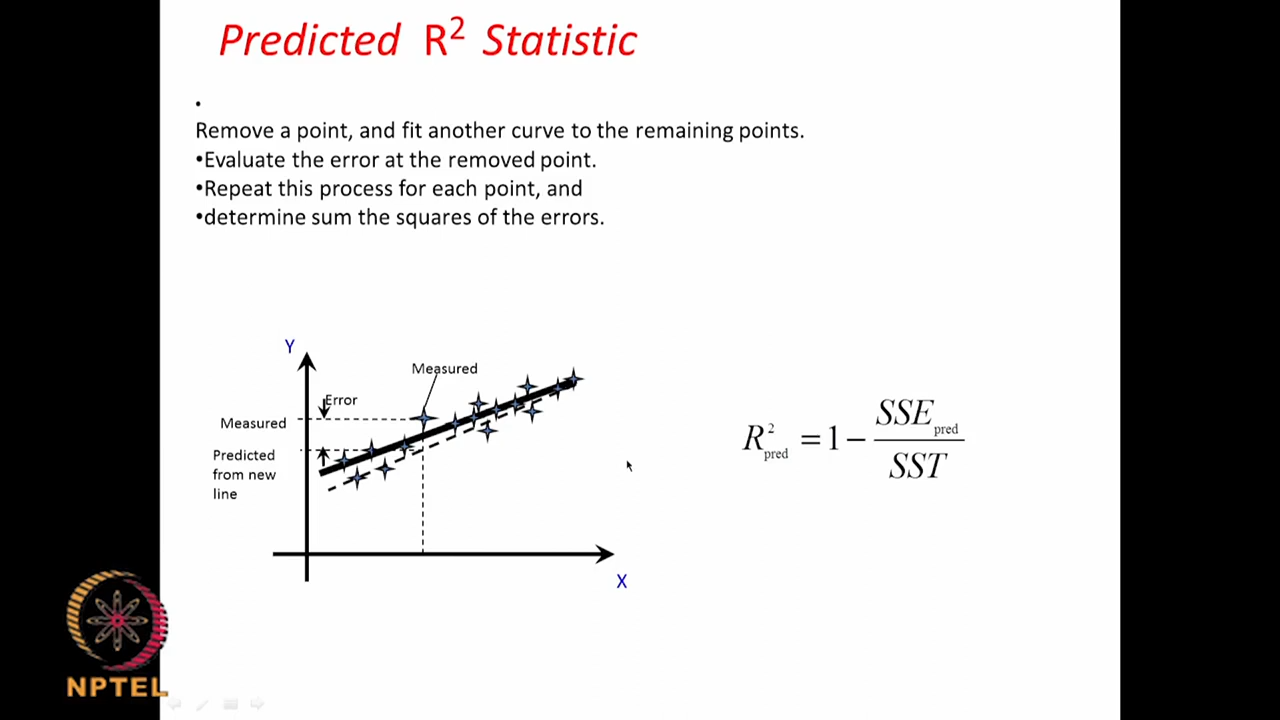 Predicted R² Statistic
•
Remove a point, and fit another curve to the remaining points.
•Evaluate the error at the removed point.
•Repeat this process for each point, and
•determine sum the squares of the errors.
Y
Measured
Error
Measured
Predicted
from new
line
X
R²pred = 1 − SSEpred / SST
NPTEL